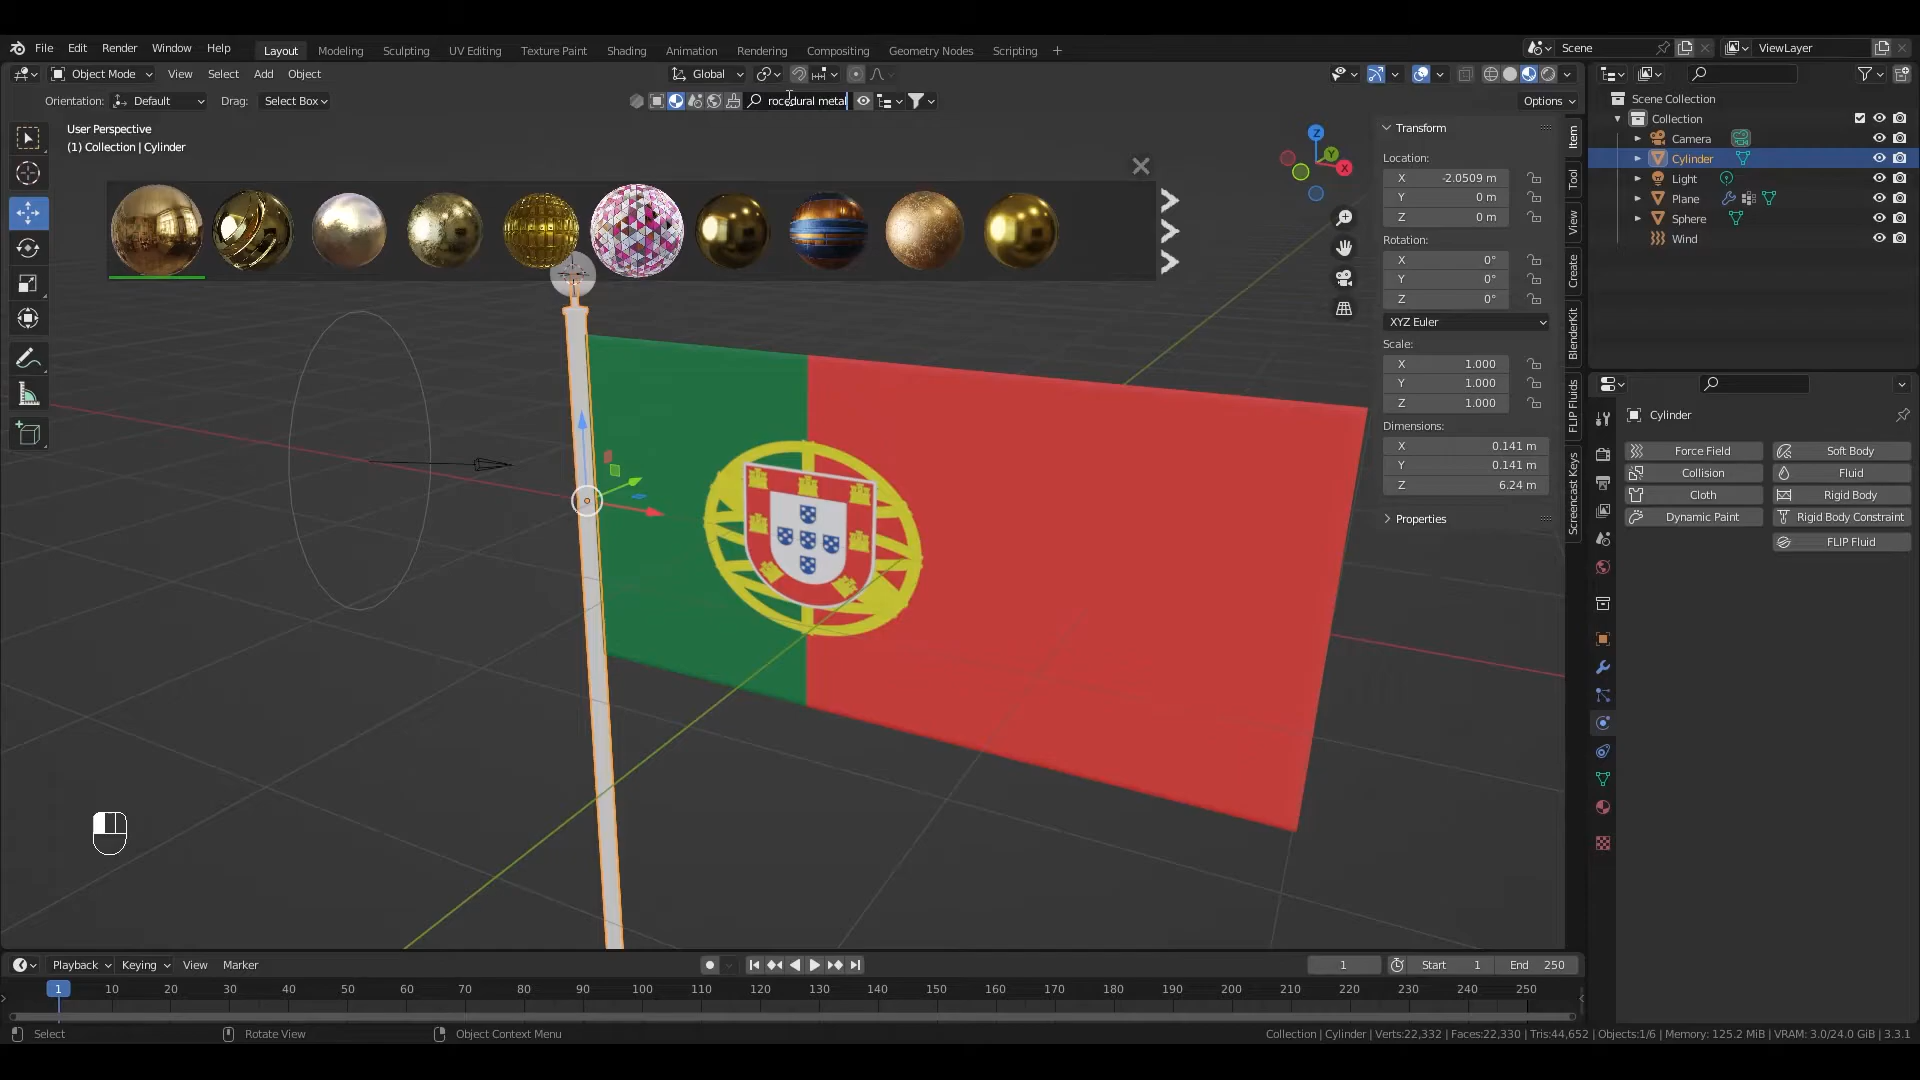 File Edit Render Window Help Layout Modeling Sculpting UV Editing Texture Paint Shading Animation Rendering Compositing Geometry Nodes Scripting + Scene ViewLayer
Object Mode View Select Add Object Global
Orientation: Default Drag: Select Box rocedural metal Options
User Perspective
(1) Collection | Cylinder
Transform
Location:
X -2.0509 m
Y 0 m
Z 0 m
Rotation:
X 0°
Y 0°
Z 0°
XYZ Euler
Scale:
X 1.000
Y 1.000
Z 1.000
Dimensions:
X 0.141 m
Y 0.141 m
Z 6.24 m
Properties
Z
Y
X
Item
Tool
View
Create
BlenderKit
FLIP Fluids
Screencast Keys
Scene Collection
Collection
Camera
Cylinder
Light
Plane
Sphere
Wind
Cylinder
Force Field Soft Body
Collision Fluid
Cloth Rigid Body
Dynamic Paint Rigid Body Constraint
FLIP Fluid
Playback Keying View Marker 1 Start 1 End 250
1 10 20 30 40 50 60 70 80 90 100 110 120 130 140 150 160 170 180 190 200 210 220 230 240 250
Select Rotate View Object Context Menu Collection | Cylinder | Verts:22,332 | Faces:22,330 | Tris:44,652 | Objects:1/6 | Memory: 125.2 MiB | VRAM: 3.0/24.0 GiB | 3.3.1